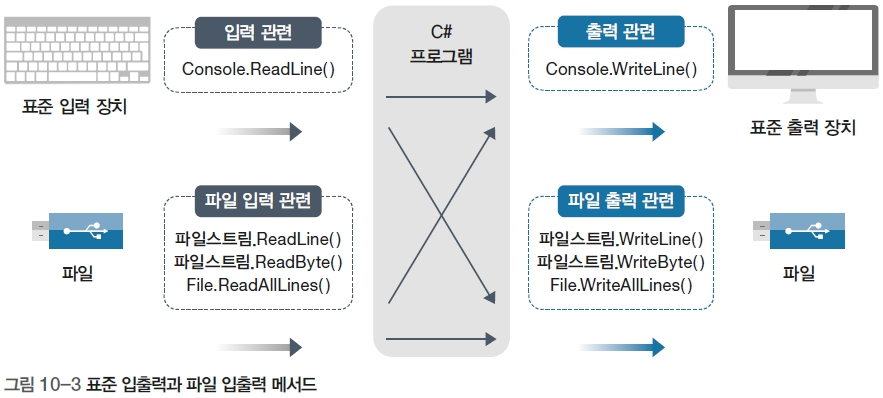 입력 관련
Console.ReadLine()
표준 입력 장치
C#
프로그램
출력 관련
Console.WriteLine()
표준 출력 장치
파일 입력 관련
파일스트림.ReadLine()
파일스트림.ReadByte()
File.ReadAllLines()
파일
파일 출력 관련
파일스트림.WriteLine()
파일스트림.WriteByte()
File.WriteAllLines()
파일
그림 10-3 표준 입출력과 파일 입출력 메서드